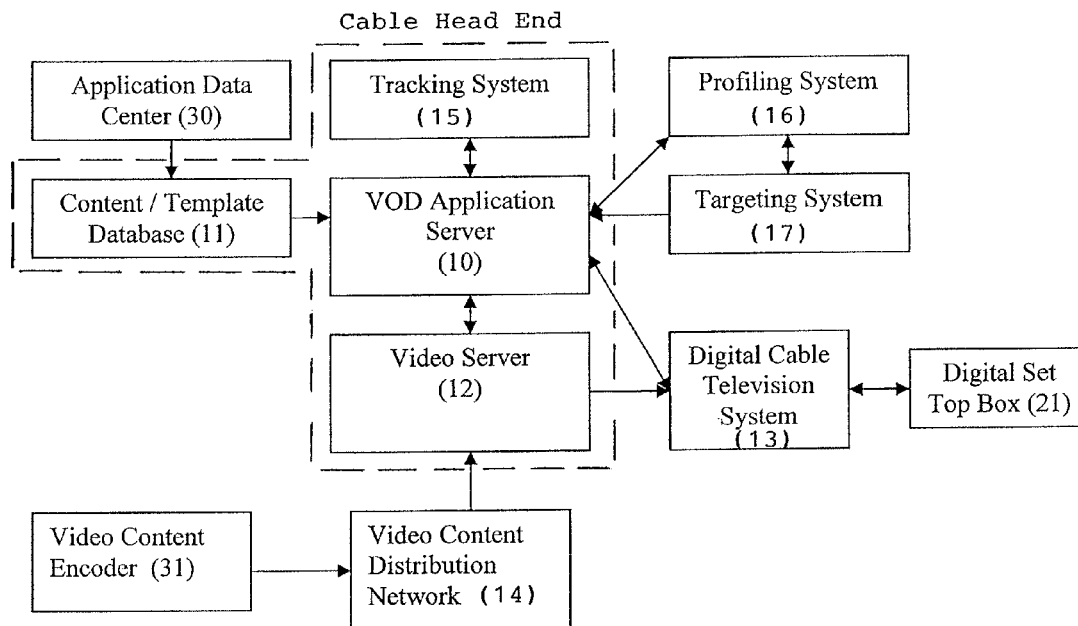 Cable Head End
Application Data
Center (30)
Tracking System
(15)
Profiling System
(16)
Content / Template
Database (11)
VOD Application
Server
(10)
Targeting System
(17)
Video Server
(12)
Digital Cable
Television
System
(13)
Digital Set
Top Box (21)
Video Content
Encoder (31)
Video Content
Distribution
Network (14)